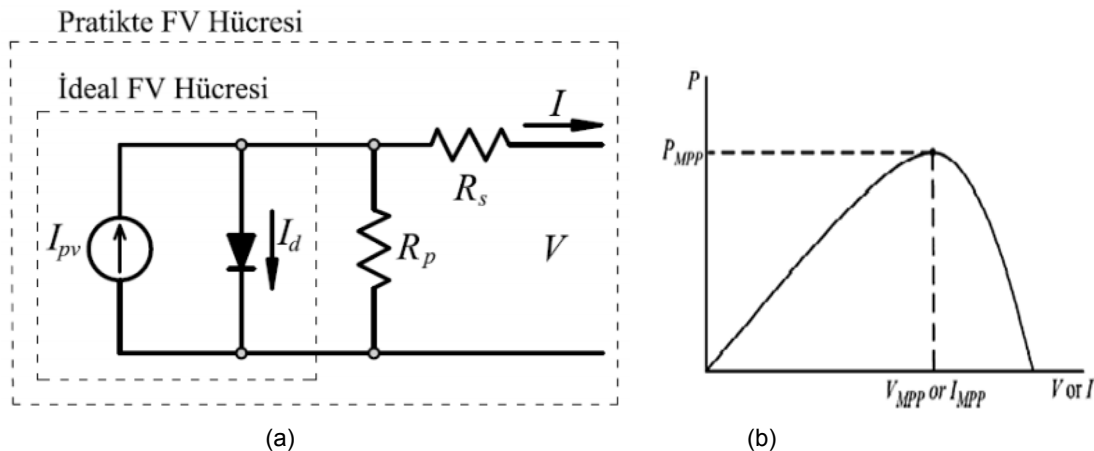 Pratikte FV Hücresi
İdeal FV Hücresi
I
R_s
I_pv
I_d
R_p
V
(a)
P
P_MPP
V_MPP or I_MPP
V or I
(b)